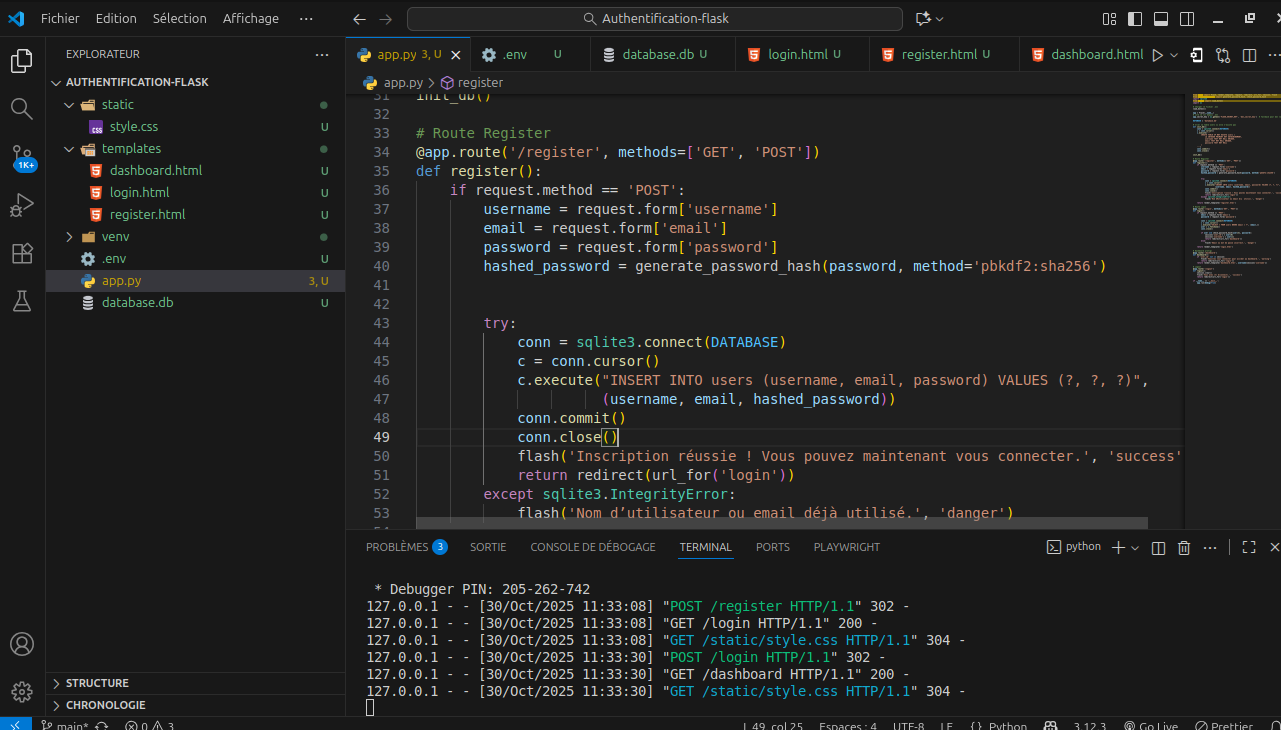 Fichier Edition Sélection Affichage ··· Authentification-flask
EXPLORATEUR ···
AUTHENTIFICATION-FLASK
static
style.css U
templates
dashboard.html U
login.html U
register.html U
venv
.env U
app.py 3, U
database.db U
STRUCTURE
CHRONOLOGIE
1K+
app.py 3, U .env U database.db U login.html U register.html U dashboard.html
app.py > register
31 init_db()
32
33 # Route Register
34 @app.route('/register', methods=['GET', 'POST'])
35 def register():
36 if request.method == 'POST':
37 username = request.form['username']
38 email = request.form['email']
39 password = request.form['password']
40 hashed_password = generate_password_hash(password, method='pbkdf2:sha256')
41
42
43 try:
44 conn = sqlite3.connect(DATABASE)
45 c = conn.cursor()
46 c.execute("INSERT INTO users (username, email, password) VALUES (?, ?, ?)",
47 (username, email, hashed_password))
48 conn.commit()
49 conn.close()
50 flash('Inscription réussie ! Vous pouvez maintenant vous connecter.', 'success'
51 return redirect(url_for('login'))
52 except sqlite3.IntegrityError:
53 flash('Nom d’utilisateur ou email déjà utilisé.', 'danger')
PROBLÈMES 3 SORTIE CONSOLE DE DÉBOGAGE TERMINAL PORTS PLAYWRIGHT python
* Debugger PIN: 205-262-742
127.0.0.1 - - [30/Oct/2025 11:33:08] "POST /register HTTP/1.1" 302 -
127.0.0.1 - - [30/Oct/2025 11:33:08] "GET /login HTTP/1.1" 200 -
127.0.0.1 - - [30/Oct/2025 11:33:08] "GET /static/style.css HTTP/1.1" 304 -
127.0.0.1 - - [30/Oct/2025 11:33:30] "POST /login HTTP/1.1" 302 -
127.0.0.1 - - [30/Oct/2025 11:33:30] "GET /dashboard HTTP/1.1" 200 -
127.0.0.1 - - [30/Oct/2025 11:33:30] "GET /static/style.css HTTP/1.1" 304 -
main* 0 3 L 49, col 25 Espaces : 4 UTF-8 LF {} Python 3.12.3 Go Live Prettier